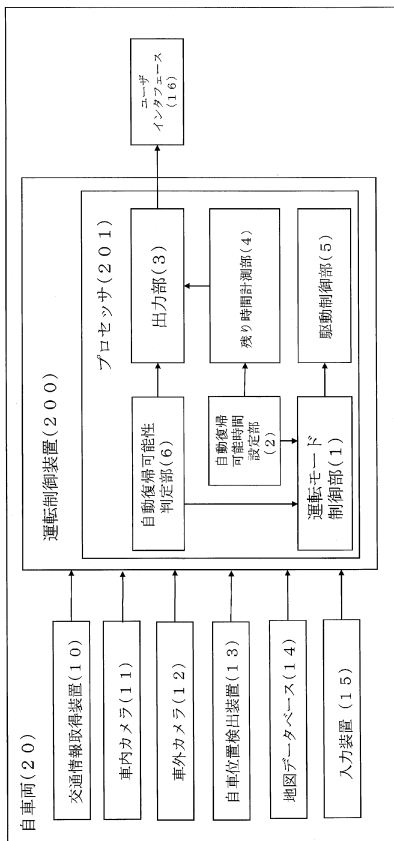 自車両(20)
交通情報取得装置(10)
車内カメラ(11)
車外カメラ(12)
自車位置検出装置(13)
地図データベース(14)
入力装置(15)
運転制御装置(200)
プロセッサ(201)
自動復帰可能性
判定部(6)
出力部(3)
自動復帰
可能時間
設定部
(2)
残り時間計測部(4)
運転モード
制御部(1)
駆動制御部(5)
ユーザ
インタフェース
(16)